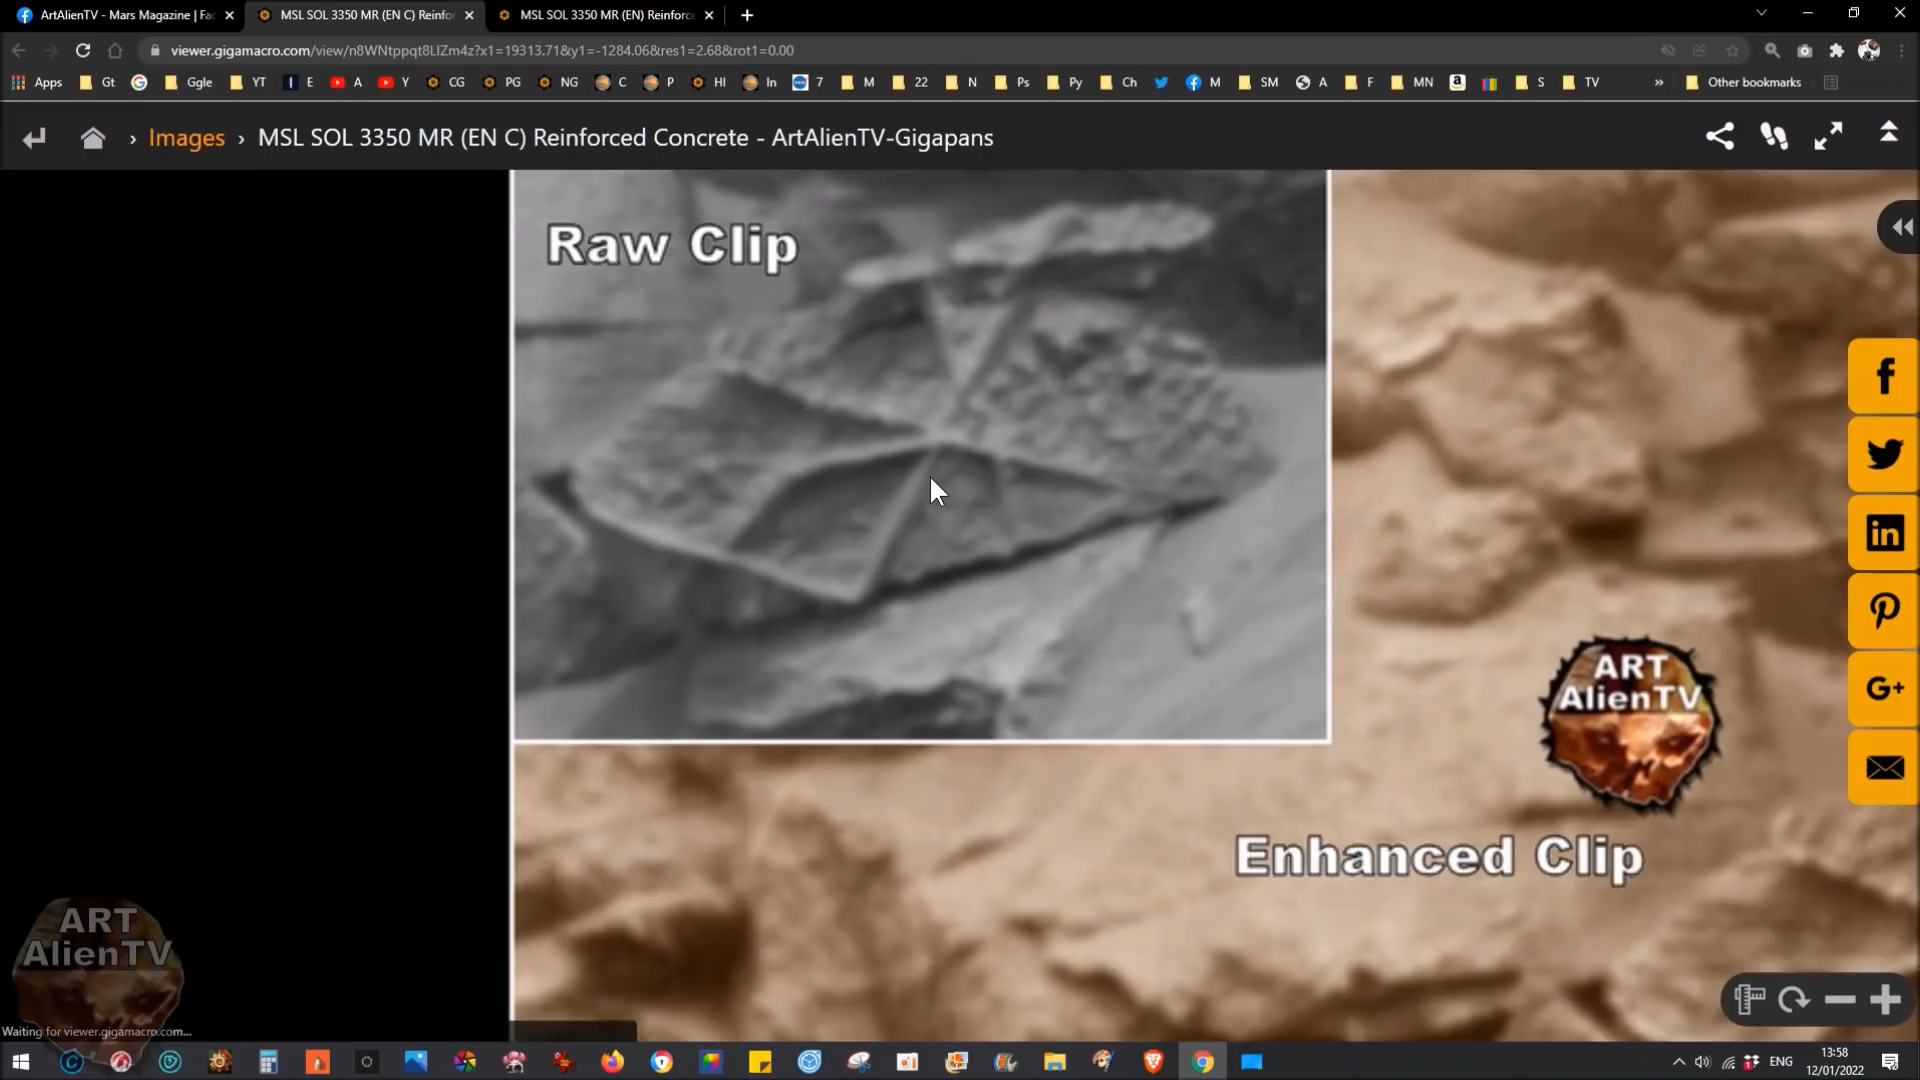 ArtAlienTV - Mars Magazine | Fac
MSL SOL 3350 MR (EN C) Reinfor
MSL SOL 3350 MR (EN) Reinforc
viewer.gigamacro.com/view/n8WNtppqt8LIZm4z?x1=19313.71&y1=-1284.06&res1=2.68&rot1=0.00
Apps Gt Ggle YT E A Y CG PG NG C P HI In 7 M 22 N Ps Py Ch M SM A F MN S TV » Other bookmarks
› Images › MSL SOL 3350 MR (EN C) Reinforced Concrete - ArtAlienTV-Gigapans
Raw Clip
ART
AlienTV
Enhanced Clip
ART
AlienTV
Waiting for viewer.gigamacro.com...
ENG
13:58
12/01/2022